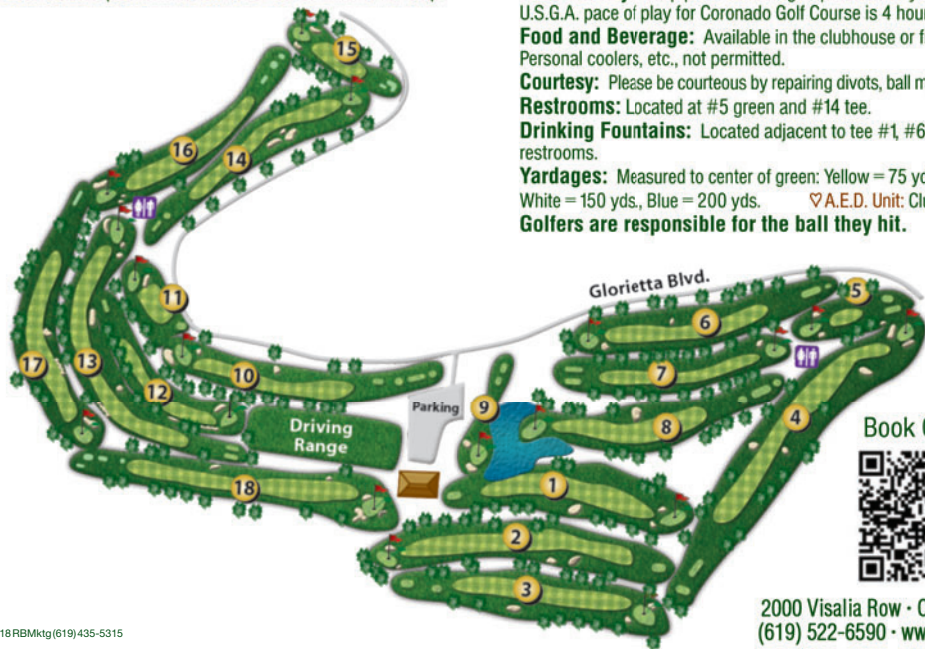 U.S.G.A. pace of play for Coronado Golf Course is 4 hour
Food and Beverage: Available in the clubhouse or
Personal coolers, etc., not permitted.
Courtesy: Please be courteous by repairing divots, ball
Restrooms: Located at #5 green and #14 tee.
Drinking Fountains: Located adjacent to tee #1, #6
restrooms.
Yardages: Measured to center of green: Yellow = 75
White = 150 yds., Blue = 200 yds. ♡ A.E.D. Unit:
Golfers are responsible for the ball they hit.
15
16
14
11
Glorietta Blvd.
5
6
17
13
12
10
7
4
Parking
9
8
Driving
Range
Book
18
1
2
3
2000 Visalia Row ·
(619) 522-6590 ·
18 RBMktg (619) 435-5315